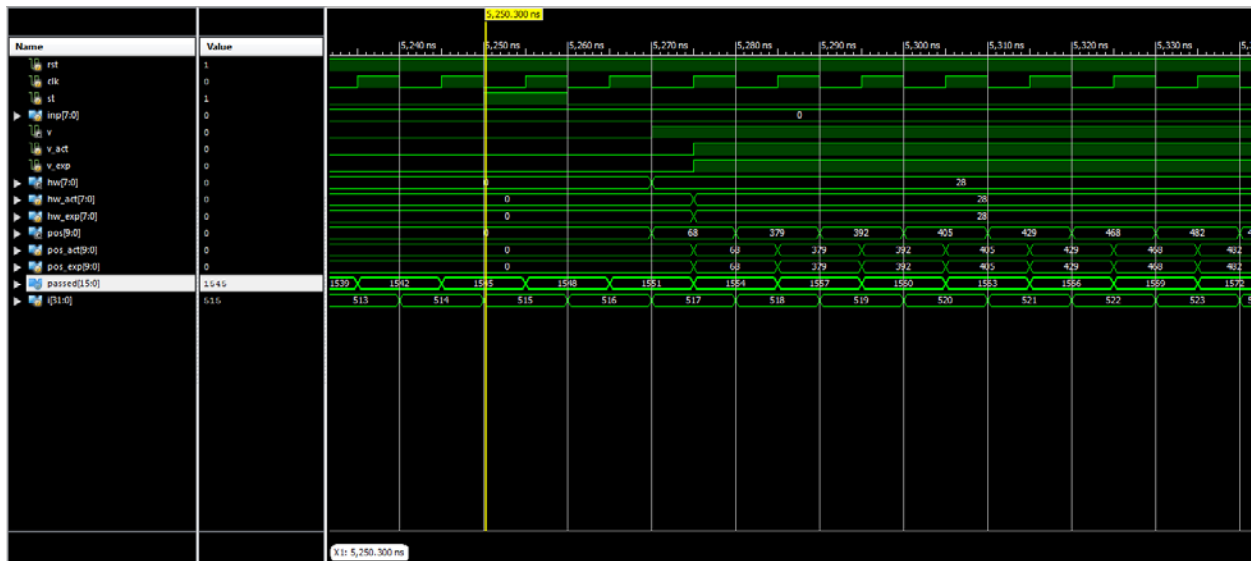 5,250.300 ns
Name Value 5,240 ns 5,250 ns 5,260 ns 5,270 ns 5,280 ns 5,290 ns 5,300 ns 5,310 ns 5,320 ns 5,330 ns
rst 1
clk 0
st 1
inp[7:0] 0 0
v 0
v_act 0
v_exp 0
hw[7:0] 0 0 28
hw_act[7:0] 0 0 28
hw_exp[7:0] 0 0 28
pos[9:0] 0 0 68 379 392 405 429 468 482 4
pos_act[9:0] 0 0 68 379 392 405 429 468 482
pos_exp[9:0] 0 0 68 379 392 405 429 468 482
passed[15:0] 1545 1539 1542 1545 1548 1551 1554 1557 1560 1563 1566 1569 1572
i[31:0] 515 513 514 515 516 517 518 519 520 521 522 523 5
X1: 5,250.300 ns